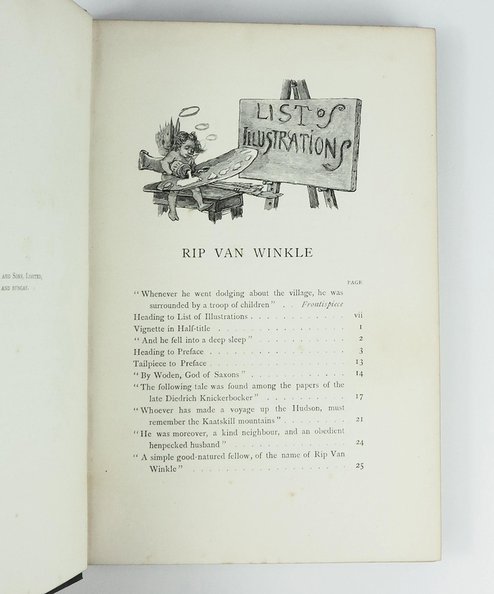 AND SONS, LIMITED,
AND BUNGAY.
LIST OF
ILLUSTRATIONS
RIP VAN WINKLE
PAGE
"Whenever he went dodging about the village, he was
surrounded by a troop of children" . . Frontispiece
Heading to List of Illustrations . . . . . . . . . . vii
Vignette in Half-title . . . . . . . . . . . . . 1
"And he fell into a deep sleep" . . . . . . . . . . 2
Heading to Preface . . . . . . . . . . . . . . 3
Tailpiece to Preface . . . . . . . . . . . . . . 13
"By Woden, God of Saxons" . . . . . . . . . . . 14
"The following tale was found among the papers of the
late Diedrich Knickerbocker" . . . . . . . . . 17
"Whoever has made a voyage up the Hudson, must
remember the Kaatskill mountains" . . . . . . . 21
"He was moreover, a kind neighbour, and an obedient
henpecked husband" . . . . . . . . . . . . 24
"A simple good-natured fellow, of the name of Rip Van
Winkle" . . . . . . . . . . . . . . . . 25